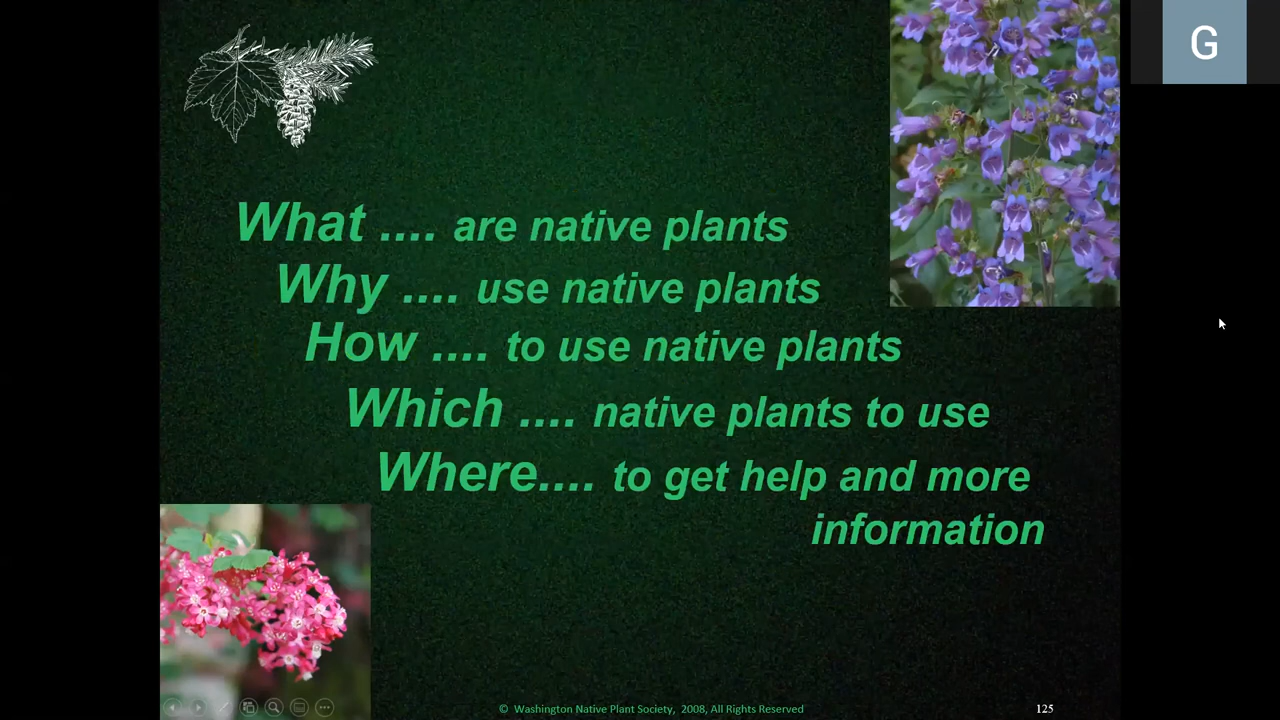 G
What .... are native plants
Why .... use native plants
How .... to use native plants
Which .... native plants to use
Where.... to get help and more
information
© Washington Native Plant Society, 2008, All Rights Reserved
125